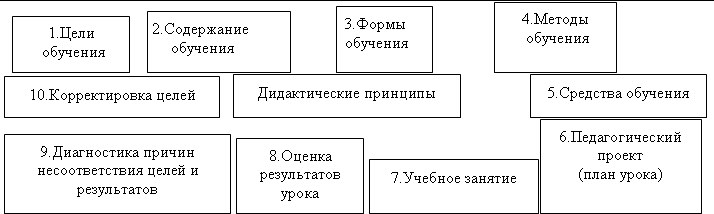 1.Цели
обучения
2.Содержание
обучения
3.Формы
обучения
4.Методы
обучения
10.Корректировка целей
Дидактические принципы
5.Средства обучения
9.Диагностика причин
несоответствия целей и
результатов
8.Оценка
результатов
урока
7.Учебное занятие
6.Педагогический
проект
(план урока)